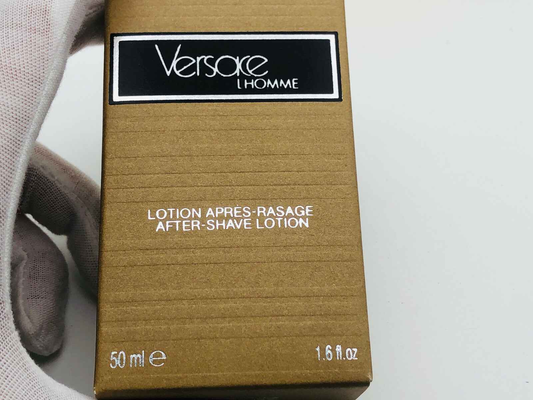 Versace
L'HOMME
LOTION APRES-RASAGE
AFTER-SHAVE LOTION
50 ml ℮
1.6 fl.oz